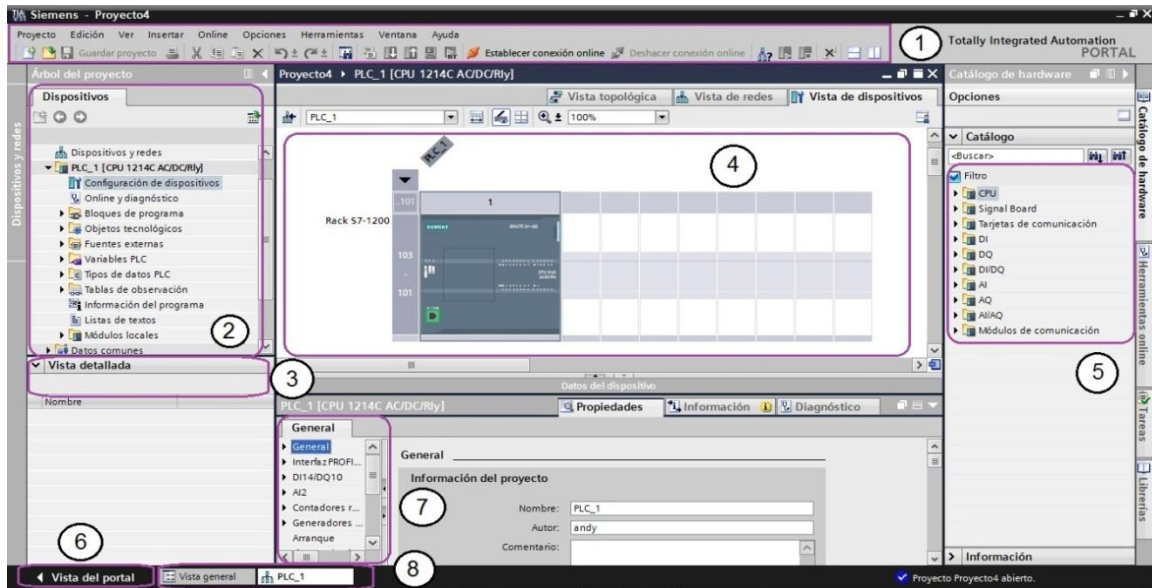 Siemens - Proyecto4
Proyecto Edición Ver Insertar Online Opciones Herramientas Ventana Ayuda
Guardar proyecto
Establecer conexión online
Deshacer conexión online
1
Totally Integrated Automation
PORTAL
Árbol del proyecto
Dispositivos
Dispositivos y redes
Dispositivos y redes
PLC_1 [CPU 1214C AC/DC/Rly]
Configuración de dispositivos
Online y diagnóstico
Bloques de programa
Objetos tecnológicos
Fuentes externas
Variables PLC
Tipos de datos PLC
Tablas de observación
Información del programa
Listas de textos
Módulos locales
Datos comunes
2
Vista detallada
3
Nombre
Proyecto4 PLC_1 [CPU 1214C AC/DC/Rly]
Vista topológica
Vista de redes
Vista de dispositivos
PLC_1
100%
PLC_1
4
..101
1
Rack S7-1200
SIEMENS
103
101
Datos del dispositivo
PLC_1 [CPU 1214C AC/DC/Rly]
Propiedades
Información
Diagnóstico
General
General
Interfaz PROFI...
DI14/DQ10
AI2
Contadores r...
Generadores ...
Arranque
7
General
Información del proyecto
Nombre: PLC_1
Autor: andy
Comentario:
Catálogo de hardware
Opciones
Catálogo
<Buscar>
Filtro
CPU
Signal Board
Tarjetas de comunicación
DI
DQ
DI/DQ
AI
AQ
AI/AQ
Módulos de comunicación
5
Información
Catálogo de hardware
Herramientas online
Tareas
Librerías
6
8
Vista del portal
Vista general
PLC_1
Proyecto Proyecto4 abierto.